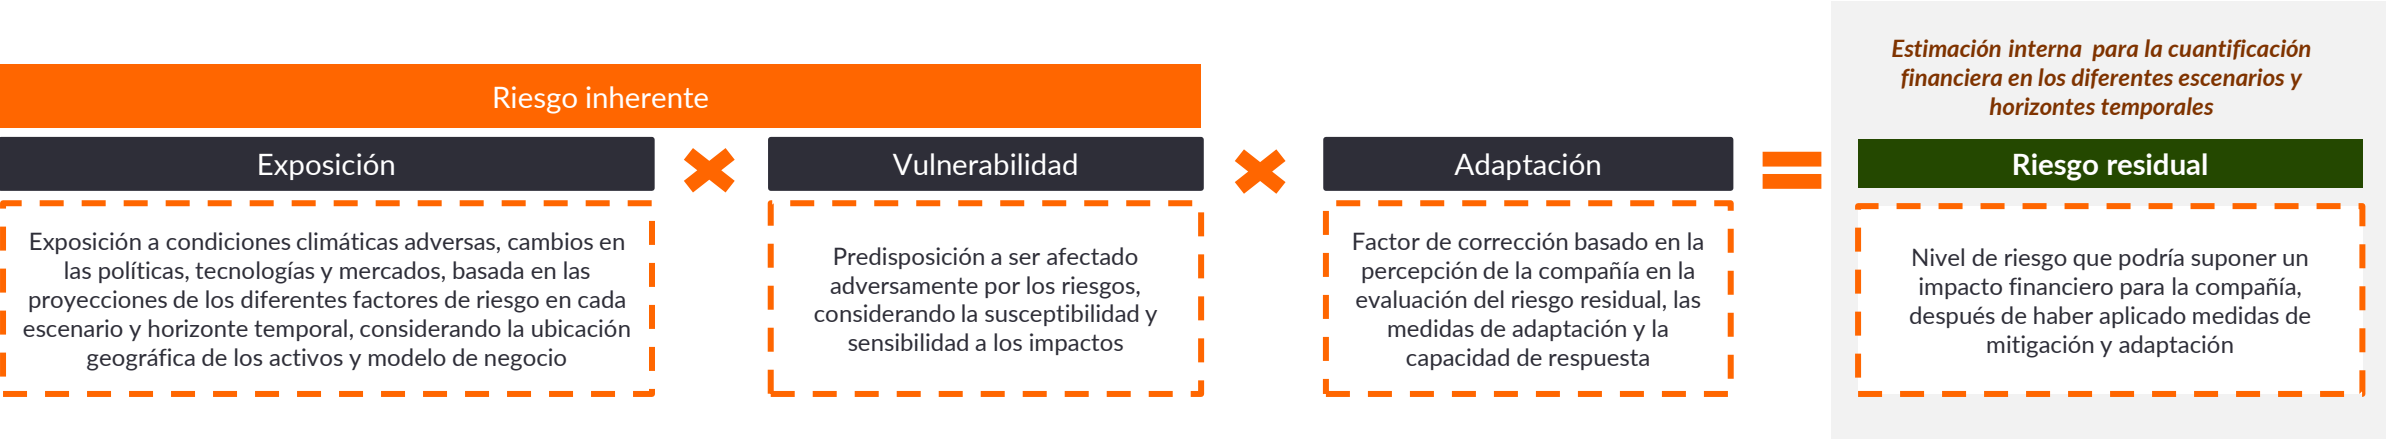 Riesgo inherente
Exposición
Exposición a condiciones climáticas adversas, cambios en
las políticas, tecnologías y mercados, basada en las
proyecciones de los diferentes factores de riesgo en cada
escenario y horizonte temporal, considerando la ubicación
geográfica de los activos y modelo de negocio
Vulnerabilidad
Predisposición a ser afectado
adversamente por los riesgos,
considerando la susceptibilidad y
sensibilidad a los impactos
Adaptación
Factor de corrección basado en la
percepción de la compañía en la
evaluación del riesgo residual, las
medidas de adaptación y la
capacidad de respuesta
Estimación interna para la cuantificación
financiera en los diferentes escenarios y
horizontes temporales
Riesgo residual
Nivel de riesgo que podría suponer un
impacto financiero para la compañía,
después de haber aplicado medidas de
mitigación y adaptación